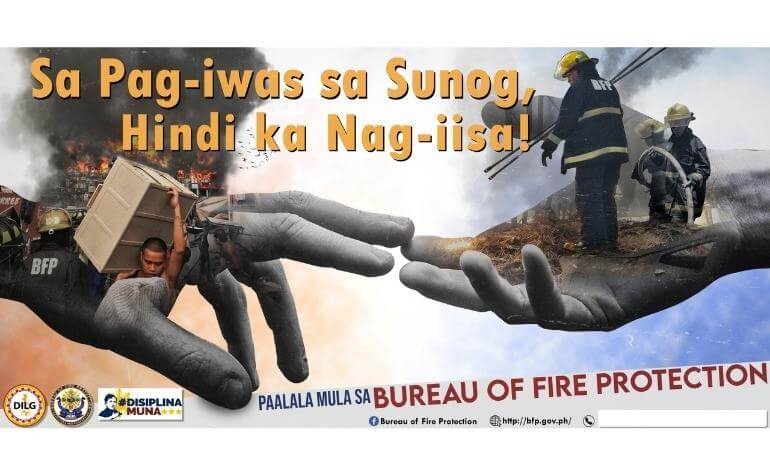 Sa Pag-iwas sa Sunog,
Hindi ka Nag-iisa!
BFP
BFP
DILG
#DISIPLINA
MUNA
PAALALA MULA SA BUREAU OF FIRE PROTECTION
Bureau of Fire Protection http://bfp.gov.ph/